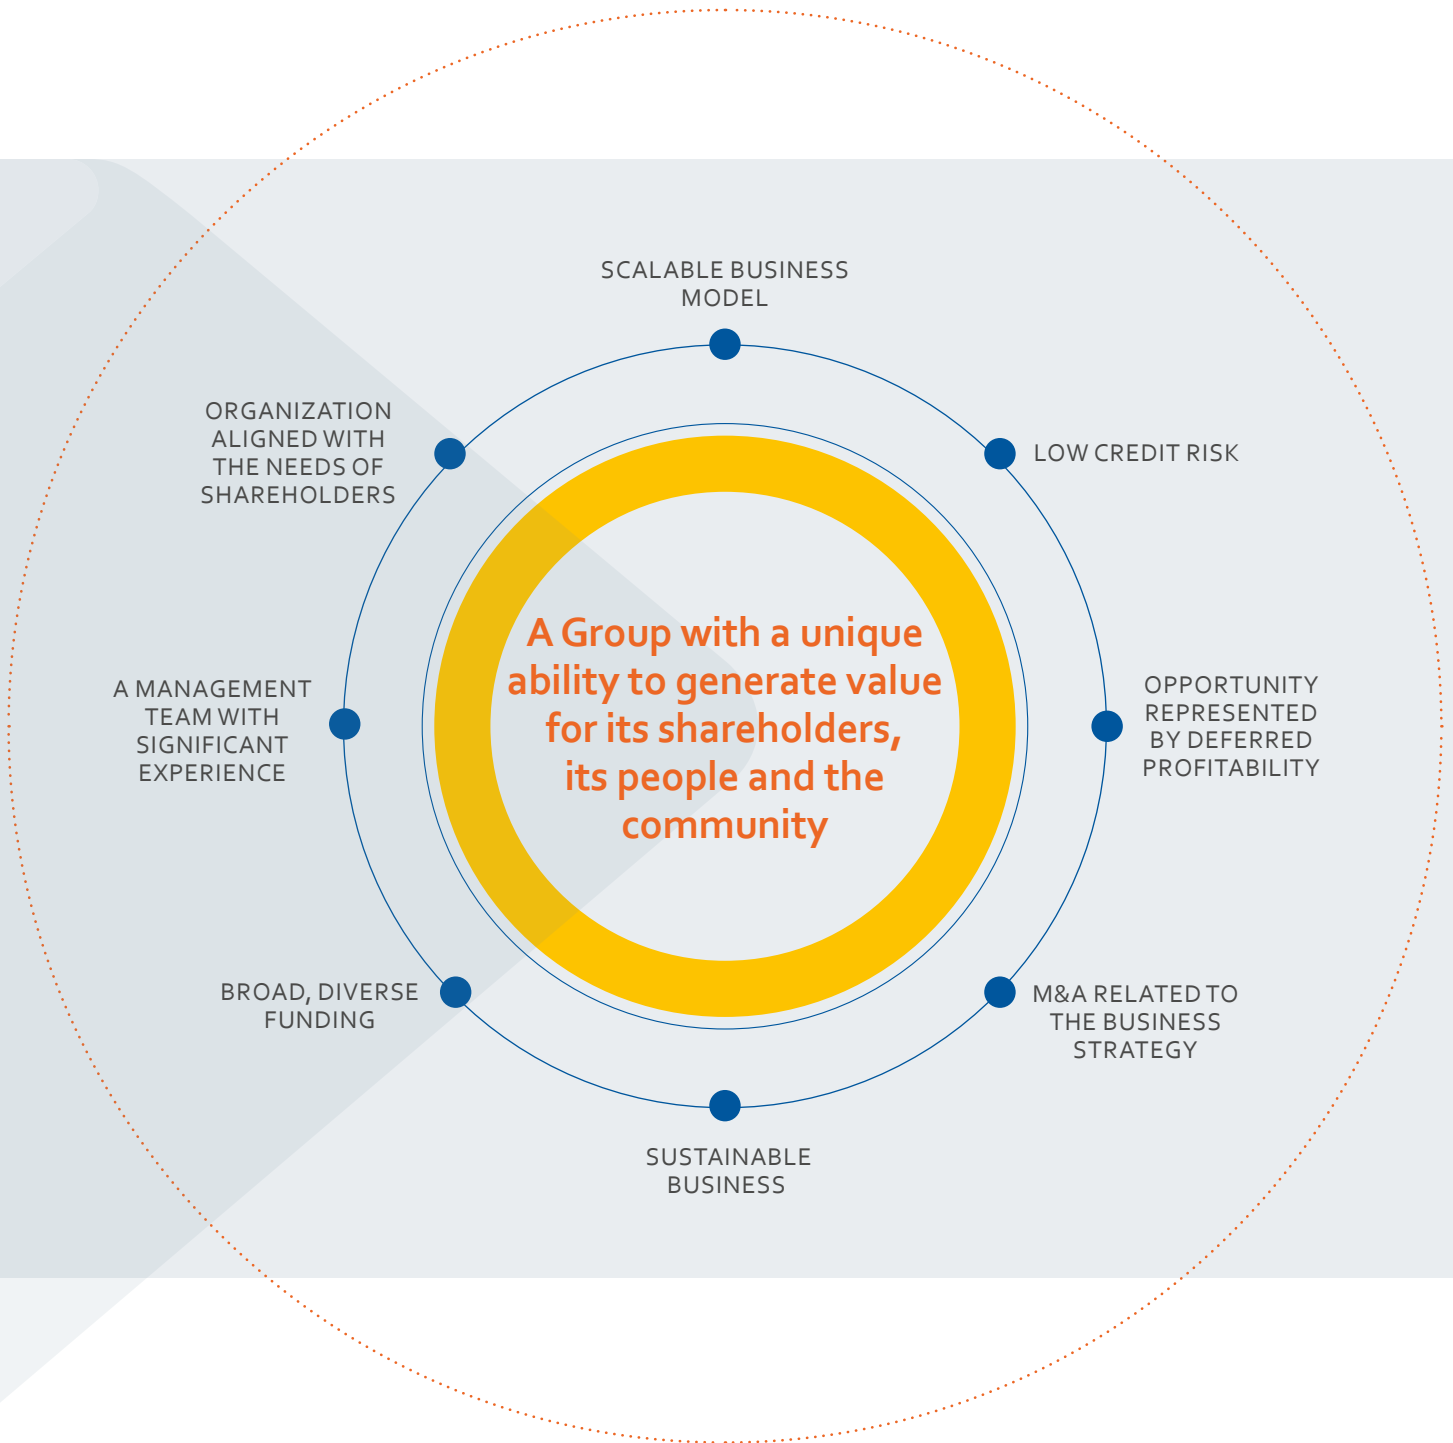 SCALABLE BUSINESS
MODEL
ORGANIZATION
ALIGNED WITH
THE NEEDS OF
SHAREHOLDERS
LOW CREDIT RISK
A Group with a unique
ability to generate value
for its shareholders,
its people and the
community
A MANAGEMENT
TEAM WITH
SIGNIFICANT
EXPERIENCE
OPPORTUNITY
REPRESENTED
BY DEFERRED
PROFITABILITY
BROAD, DIVERSE
FUNDING
M&A RELATED TO
THE BUSINESS
STRATEGY
SUSTAINABLE
BUSINESS